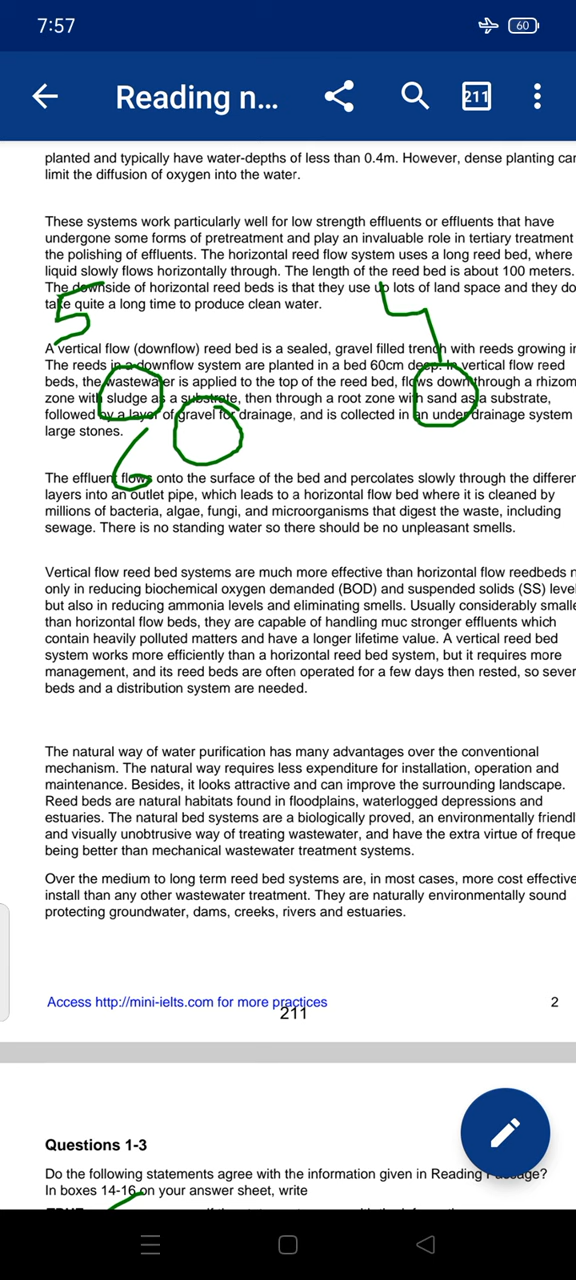 7:57
60
Reading n...
211
planted and typically have water-depths of less than 0.4m. However, dense planting can
limit the diffusion of oxygen into the water.
These systems work particularly well for low strength effluents or effluents that have
undergone some forms of pretreatment and play an invaluable role in tertiary treatment
the polishing of effluents. The horizontal reed flow system uses a long reed bed, where
liquid slowly flows horizontally through. The length of the reed bed is about 100 meters.
The downside of horizontal reed beds is that they use up lots of land space and they do
take quite a long time to produce clean water.
5
4
A vertical flow (downflow) reed bed is a sealed, gravel filled trench with reeds growing in
The reeds in a downflow system are planted in a bed 60cm deep. In vertical flow reed
beds, the wastewater is applied to the top of the reed bed, flows down through a rhizom
zone with sludge as a substrate, then through a root zone with sand as a substrate,
followed by a layer of gravel for drainage, and is collected in an under drainage system
large stones.
6
The effluent flows onto the surface of the bed and percolates slowly through the differen
layers into an outlet pipe, which leads to a horizontal flow bed where it is cleaned by
millions of bacteria, algae, fungi, and microorganisms that digest the waste, including
sewage. There is no standing water so there should be no unpleasant smells.
Vertical flow reed bed systems are much more effective than horizontal flow reedbeds n
only in reducing biochemical oxygen demanded (BOD) and suspended solids (SS) level
but also in reducing ammonia levels and eliminating smells. Usually considerably smalle
than horizontal flow beds, they are capable of handling muc stronger effluents which
contain heavily polluted matters and have a longer lifetime value. A vertical reed bed
system works more efficiently than a horizontal reed bed system, but it requires more
management, and its reed beds are often operated for a few days then rested, so sever
beds and a distribution system are needed.
The natural way of water purification has many advantages over the conventional
mechanism. The natural way requires less expenditure for installation, operation and
maintenance. Besides, it looks attractive and can improve the surrounding landscape.
Reed beds are natural habitats found in floodplains, waterlogged depressions and
estuaries. The natural bed systems are a biologically proved, an environmentally friendl
and visually unobtrusive way of treating wastewater, and have the extra virtue of freque
being better than mechanical wastewater treatment systems.
Over the medium to long term reed bed systems are, in most cases, more cost effective
install than any other wastewater treatment. They are naturally environmentally sound
protecting groundwater, dams, creeks, rivers and estuaries.
Access http://mini-ielts.com for more practices
2
211
Questions 1-3
Do the following statements agree with the information given in Reading Passage?
In boxes 14-16 on your answer sheet, write